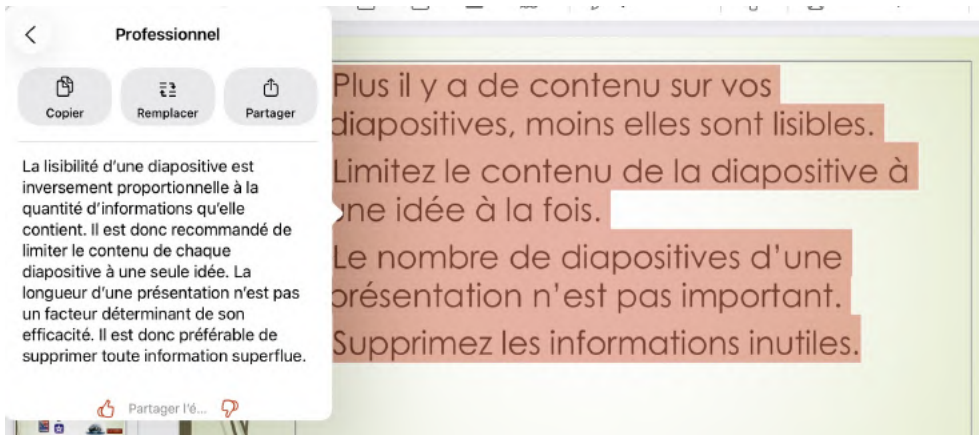 Professionnel
Copier
Remplacer
Partager
La lisibilité d'une diapositive est
inversement proportionnelle à la
quantité d'informations qu'elle
contient. Il est donc recommandé de
limiter le contenu de chaque
diapositive à une seule idée. La
longueur d'une présentation n'est pas
un facteur déterminant de son
efficacité. Il est donc préférable de
supprimer toute information superflue.
Partager l'é...
Plus il y a de contenu sur vos
diapositives, moins elles sont lisibles.
Limitez le contenu de la diapositive à
une idée à la fois.
Le nombre de diapositives d'une
présentation n'est pas important.
Supprimez les informations inutiles.